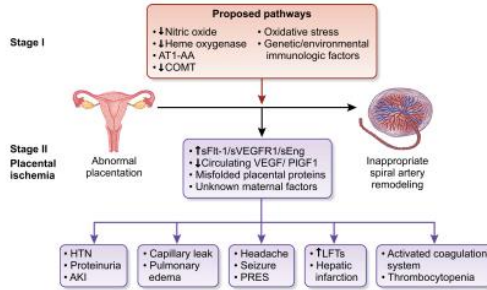 Proposed pathways
Stage I
•↓Nitric oxide
•↓Heme oxygenase
AT1-AA
•↓COMT
•Oxidative stress
•Genetic/environmental
immunologic factors
Stage II
Placental
ischemia
Abnormal
placentation
•↑sFlt-1/sVEGFR1/sEng
•↓Circulating VEGF/ PIGF1
•Misfolded placental proteins
•Unknown maternal factors
Inappropriate
spiral artery
remodeling
•HTN
•Proteinuria
•AKI
•Capillary leak
•Pulmonary
edema
•Headache
•Seizure
•PRES
•↑LFTs
•Hepatic
infarction
•Activated coagulation
system
•Thrombocytopenia